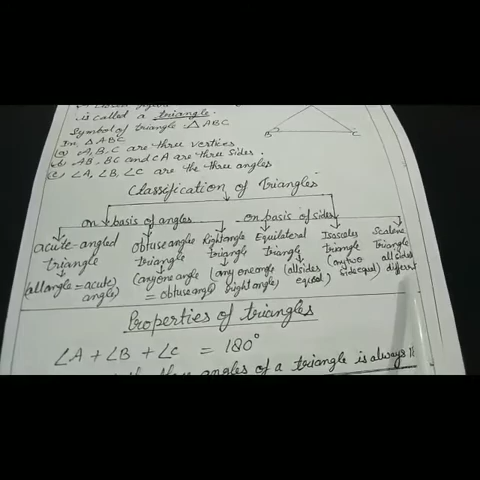 is called a triangle.
Symbol of triangle △ABC
In, △ABC
(a) A, B, C are three vertices
(b) AB, BC and CA are three sides.
(c) ∠A, ∠B, ∠C are the three angles
B C
Classification of Triangles
on basis of angles on basis of sides
acute-angled obtuse angles Right angle Equilateral Isosceles Scalene
triangle triangle triangle triangle triangle Triangle
(all angle = acute) (any one angle (any one angle (all sides (any two all sides
angle) = obtuse angl right angle) equal) side equal) different
Properties of triangles
∠A + ∠B + ∠C = 180°
three angles of a triangle is always